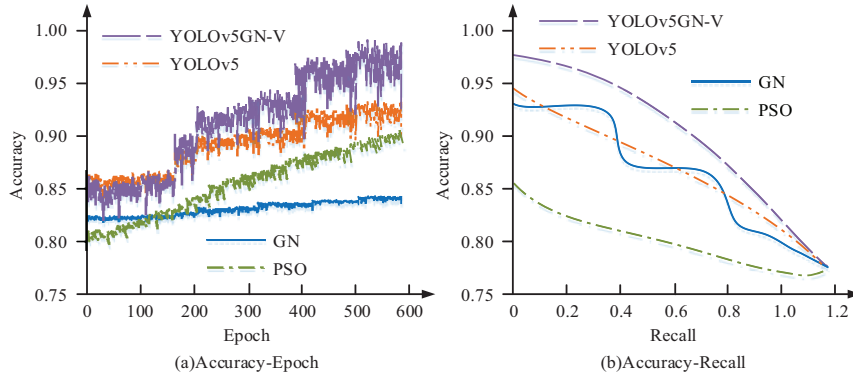 YOLOv5GN-V
YOLOv5
GN
PSO
1.00
0.95
0.90
0.85
0.80
0.75
Accuracy
0 100 200 300 400 500 600
Epoch
(a)Accuracy-Epoch
YOLOv5GN-V
YOLOv5
GN
PSO
1.00
0.95
0.90
0.85
0.80
0.75
Accuracy
0 0.2 0.4 0.6 0.8 1.0 1.2
Recall
(b)Accuracy-Recall